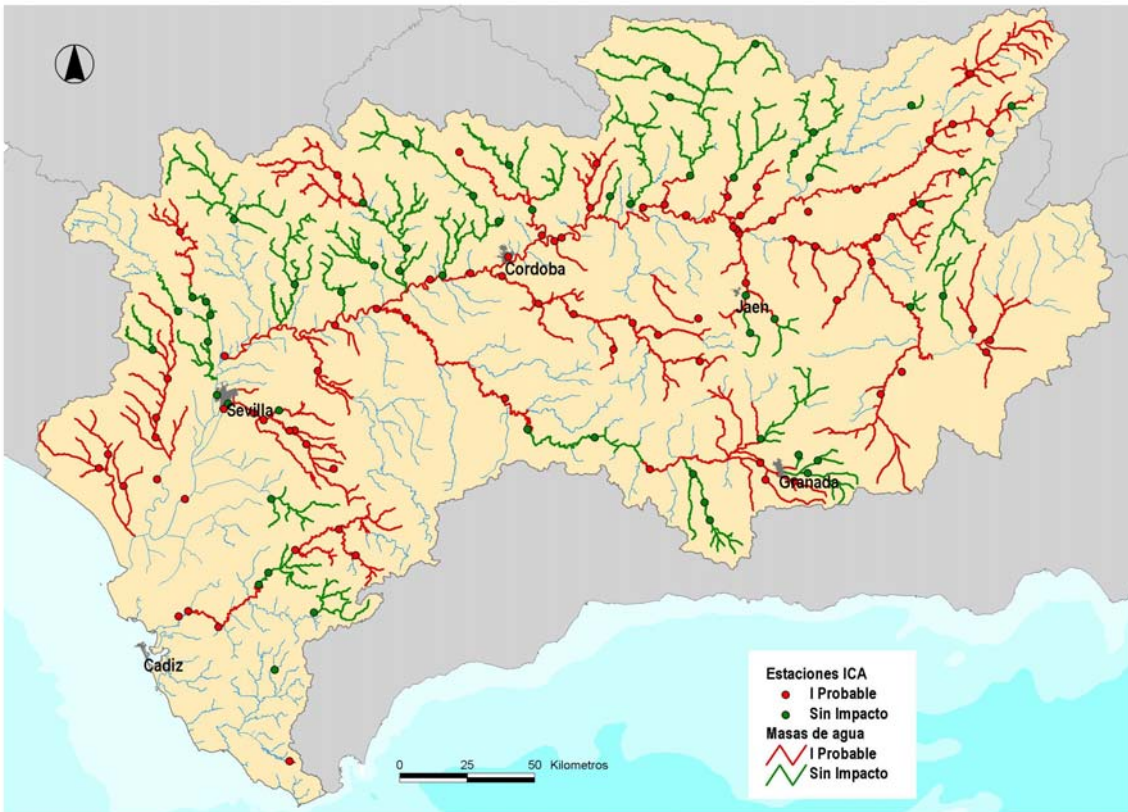 Cordoba
Jaen
Sevilla
Granada
Cadiz
Estaciones ICA
I Probable
Sin Impacto
Masas de agua
I Probable
Sin Impacto
0 25 50 Kilometros